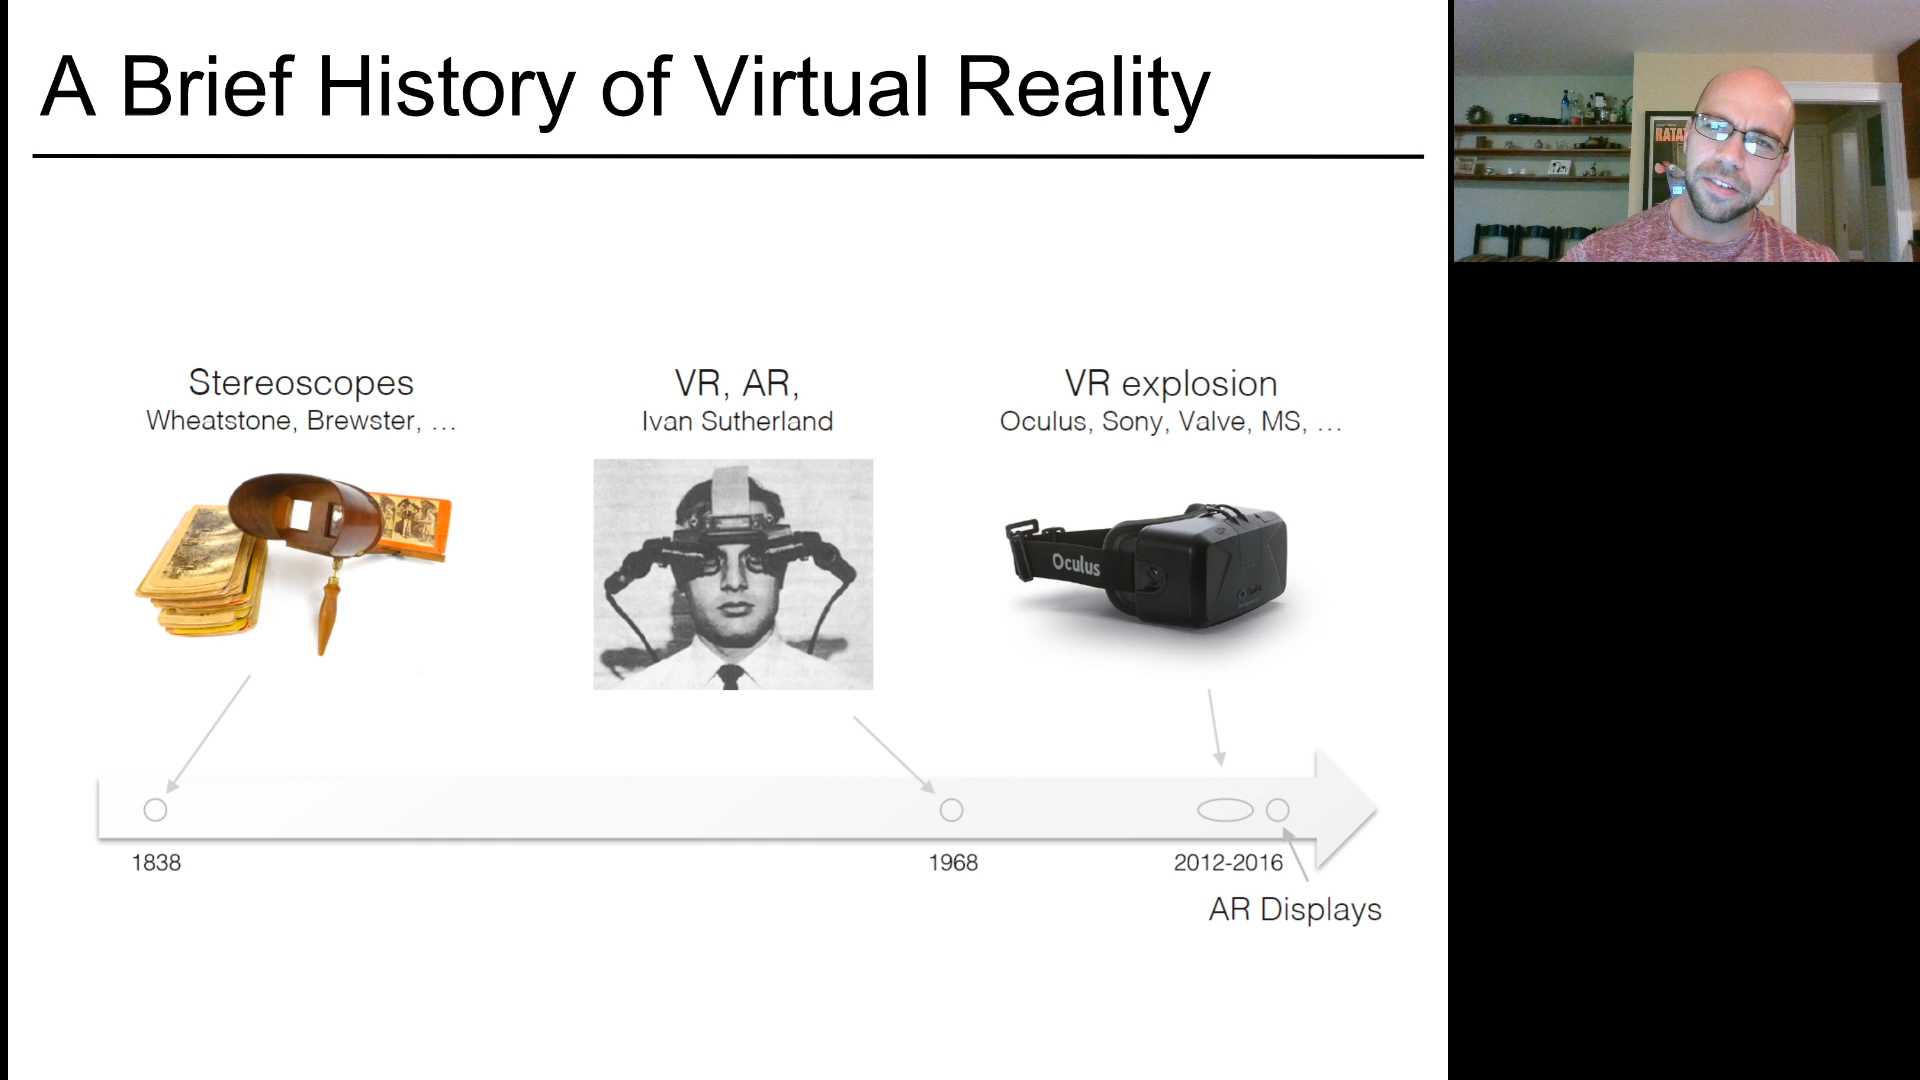 A Brief History of Virtual Reality
Stereoscopes
Wheatstone, Brewster, …
VR, AR,
Ivan Sutherland
VR explosion
Oculus, Sony, Valve, MS, …
Oculus
1838
1968
2012-2016
AR Displays